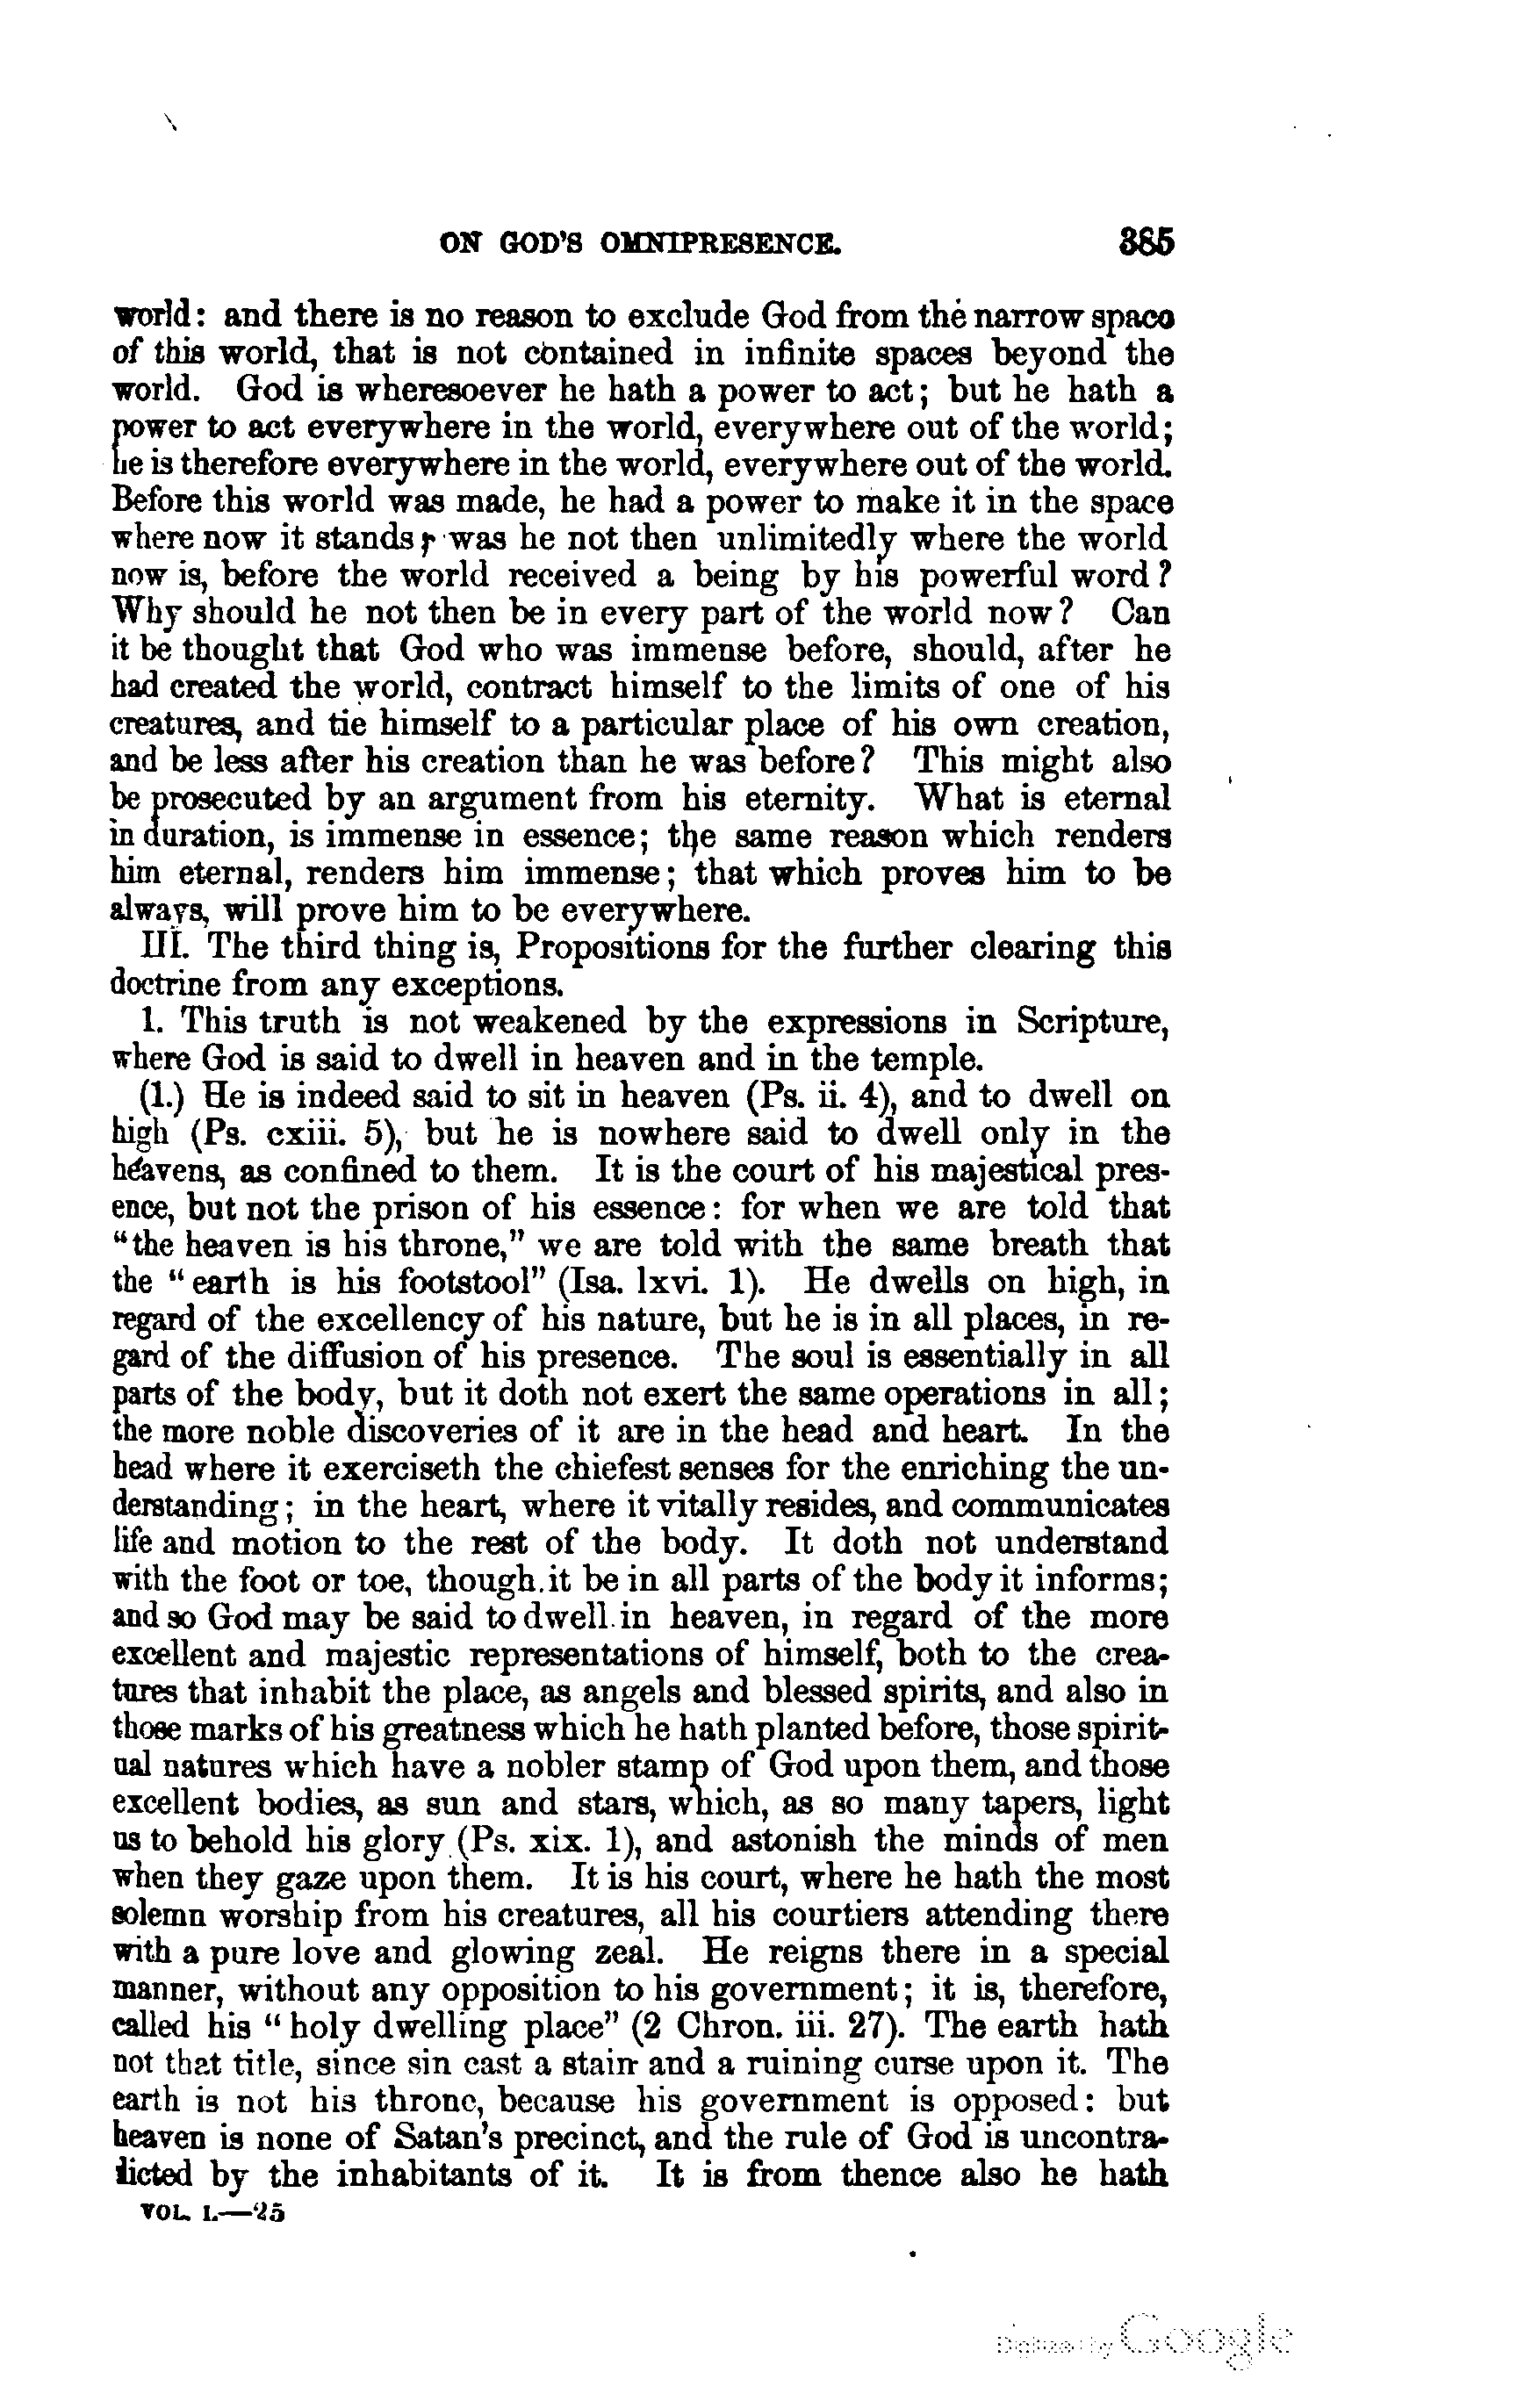 ON GOD'S OMNIPRESENCE. 385
world: and there is no reason to exclude God from the narrow space
of this world, that is not contained in infinite spaces beyond the
world. God is wheresoever he hath a power to act; but he hath a
power to act everywhere in the world, everywhere out of the world;
he is therefore everywhere in the world, everywhere out of the world.
Before this world was made, he had a power to make it in the space
where now it stands; was he not then unlimitedly where the world
now is, before the world received a being by his powerful word?
Why should he not then be in every part of the world now? Can
it be thought that God who was immense before, should, after he
had created the world, contract himself to the limits of one of his
creatures, and tie himself to a particular place of his own creation,
and be less after his creation than he was before? This might also
be prosecuted by an argument from his eternity. What is eternal
in duration, is immense in essence; the same reason which renders
him eternal, renders him immense; that which proves him to be
always, will prove him to be everywhere.
III. The third thing is, Propositions for the further clearing this
doctrine from any exceptions.
1. This truth is not weakened by the expressions in Scripture,
where God is said to dwell in heaven and in the temple.
(1.) He is indeed said to sit in heaven (Ps. ii. 4), and to dwell on
high (Ps. cxiii. 5), but he is nowhere said to dwell only in the
heavens, as confined to them. It is the court of his majestical pres-
ence, but not the prison of his essence: for when we are told that
"the heaven is his throne," we are told with the same breath that
the "earth is his footstool" (Isa. lxvi. 1). He dwells on high, in
regard of the excellency of his nature, but he is in all places, in re-
gard of the diffusion of his presence. The soul is essentially in all
parts of the body, but it doth not exert the same operations in all;
the more noble discoveries of it are in the head and heart. In the
head where it exerciseth the chiefest senses for the enriching the un-
derstanding; in the heart, where it vitally resides, and communicates
life and motion to the rest of the body. It doth not understand
with the foot or toe, though it be in all parts of the body it informs;
and so God may be said to dwell in heaven, in regard of the more
excellent and majestic representations of himself, both to the crea-
tures that inhabit the place, as angels and blessed spirits, and also in
those marks of his greatness which he hath planted before, those spirit-
ual natures which have a nobler stamp of God upon them, and those
excellent bodies, as sun and stars, which, as so many tapers, light
us to behold his glory (Ps. xix. 1), and astonish the minds of men
when they gaze upon them. It is his court, where he hath the most
solemn worship from his creatures, all his courtiers attending there
with a pure love and glowing zeal. He reigns there in a special
manner, without any opposition to his government; it is, therefore,
called his "holy dwelling place" (2 Chron. iii. 27). The earth hath
not that title, since sin cast a stain and a ruining curse upon it. The
earth is not his throne, because his government is opposed: but
heaven is none of Satan's precinct, and the rule of God is uncontra-
dicted by the inhabitants of it. It is from thence also he hath
VOL. I.—25
Digitized by Google